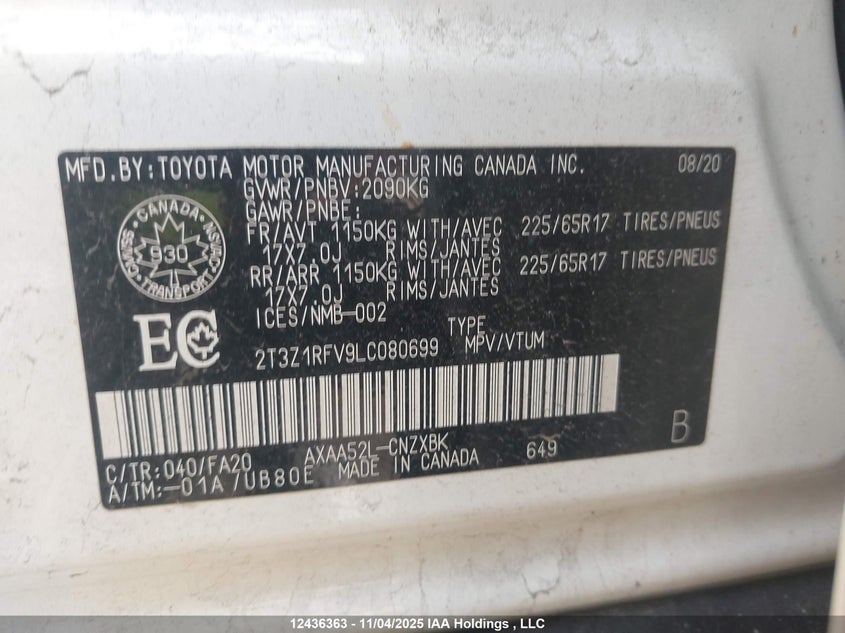 MFD.BY:TOYOTA MOTOR MANUFACTURING CANADA INC. 08/20
GVWR/PNBV:2090KG
GAWR/PNBE:
FR/AVT 1150KG WITH/AVEC 225/65R17 TIRES/PNEUS
17X7.0J RIMS/JANTES
RR/ARR 1150KG WITH/AVEC 225/65R17 TIRES/PNEUS
17X7.0J RIMS/JANTES
ICES/NMB-002
CANADA
930
TRANSPORT
CMVSS
NSVAC
EC
TYPE
2T3Z1RFV9LC080699 MPV/VTUM
B
AXAA52L-CNZXBK
C/TR:040/FA20 MADE IN CANADA 649
A/TM:-01A/UB80E
12436363 - 11/04/2025 IAA Holdings , LLC